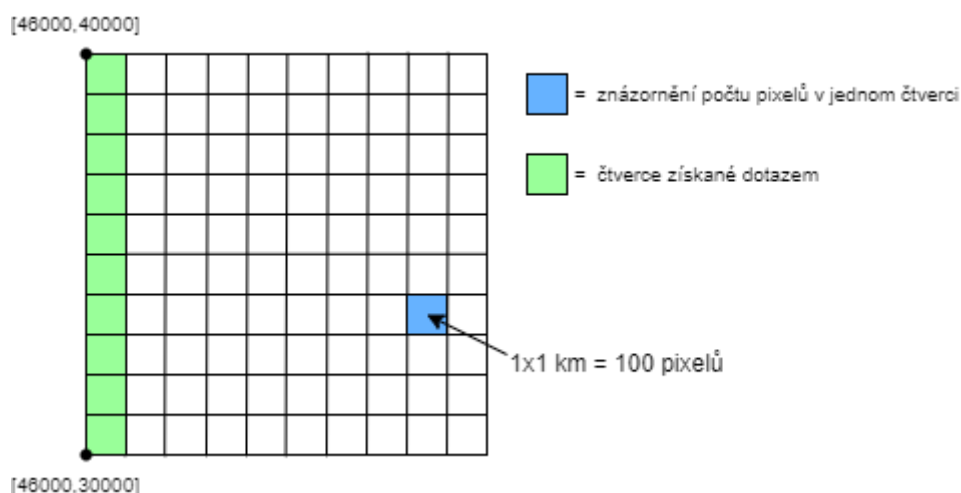 [46000,40000]
= znázornění počtu pixelů v jednom čtverci
= čtverce získané dotazem
1x1 km = 100 pixelů
[46000,30000]